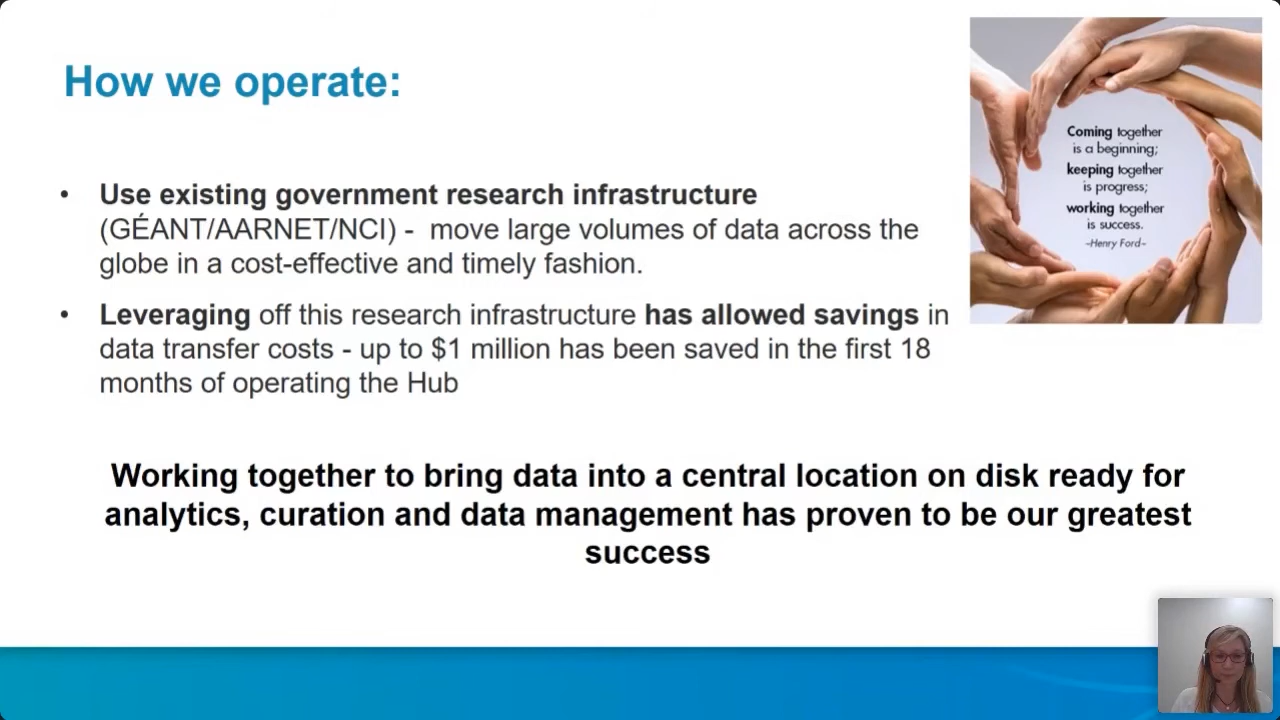 How we operate:
• Use existing government research infrastructure
(GÉANT/AARNET/NCI) - move large volumes of data across the
globe in a cost-effective and timely fashion.
• Leveraging off this research infrastructure has allowed savings in
data transfer costs - up to $1 million has been saved in the first 18
months of operating the Hub
Coming together
is a beginning;
keeping together
is progress;
working together
is success.
–Henry Ford–
Working together to bring data into a central location on disk ready for
analytics, curation and data management has proven to be our greatest
success